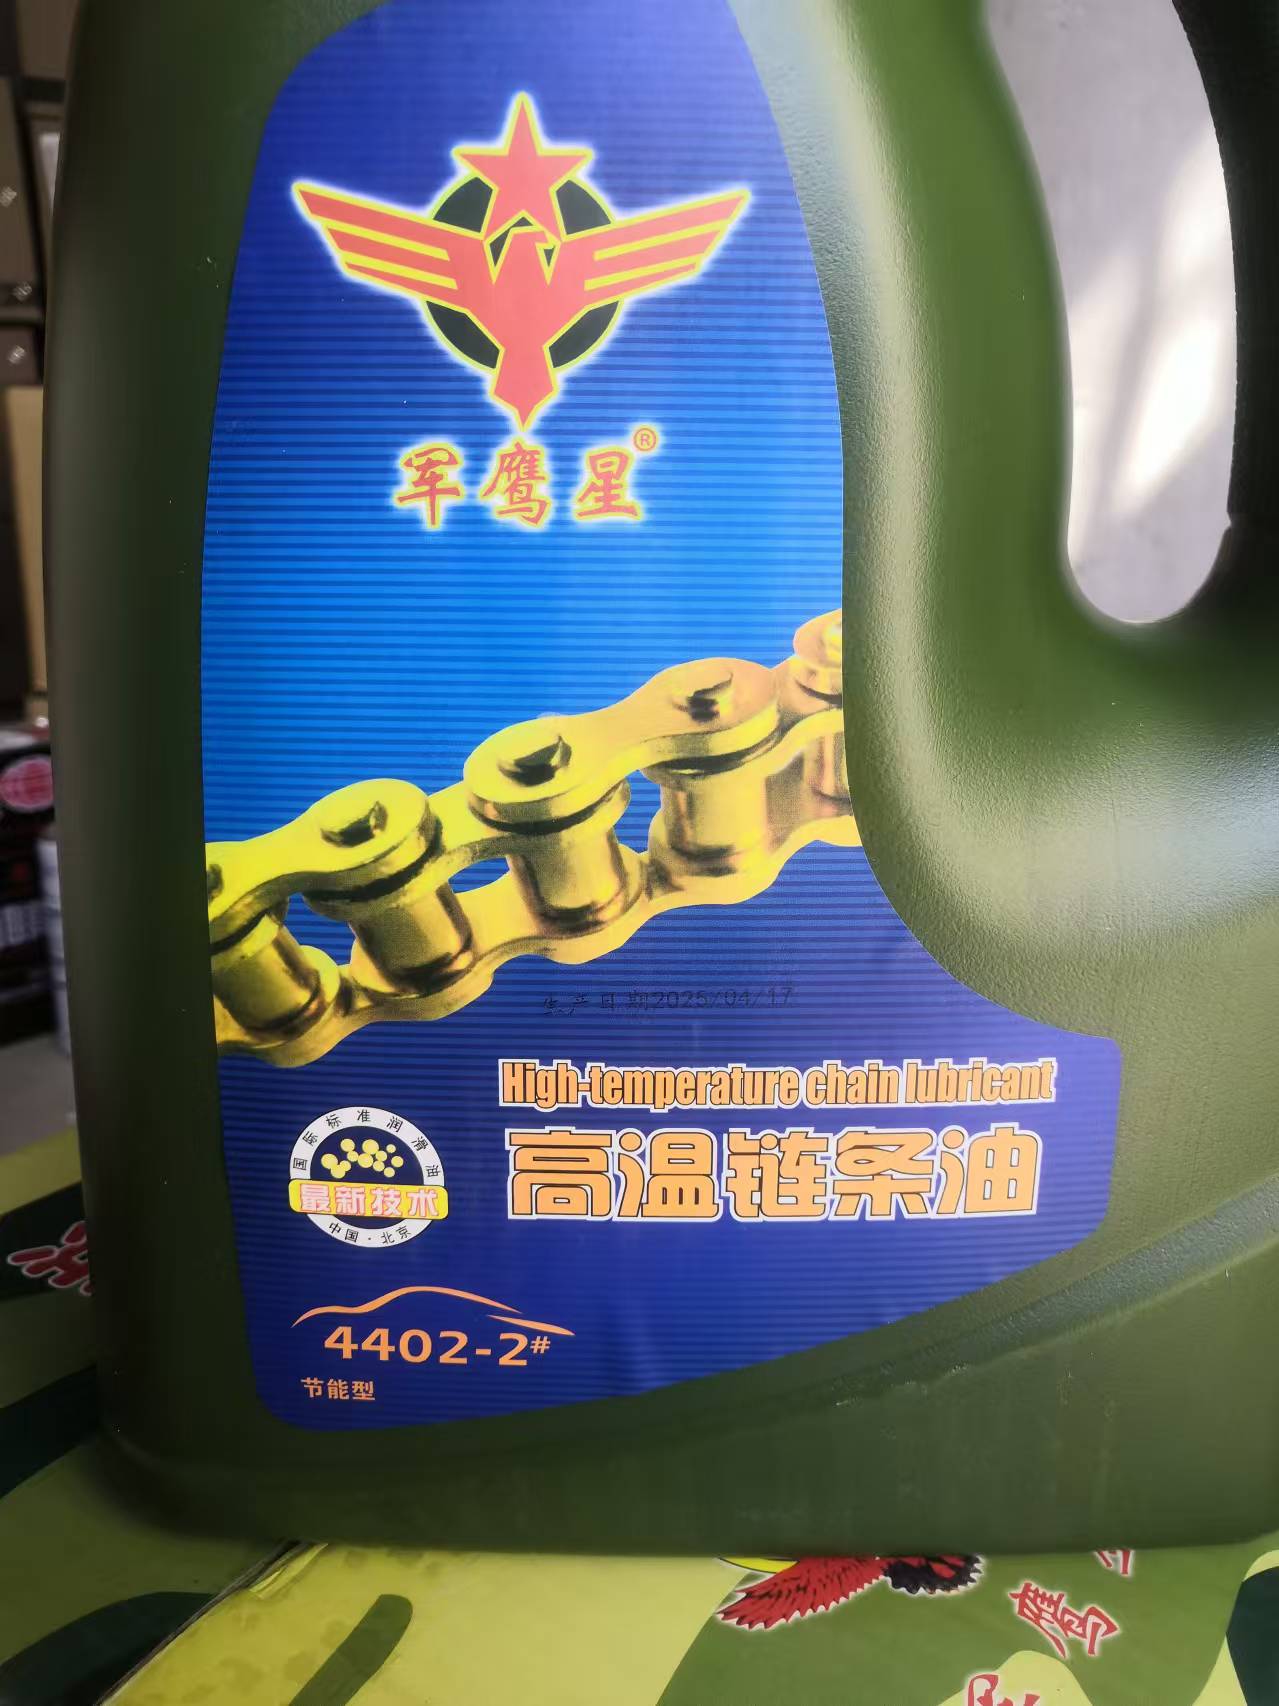 军鹰星®
生产日期2025/04/17
High-temperature chain lubricant
高温链条油
国际标准润滑油
最新技术
中国·北京
4402-2#
节能型
鹰